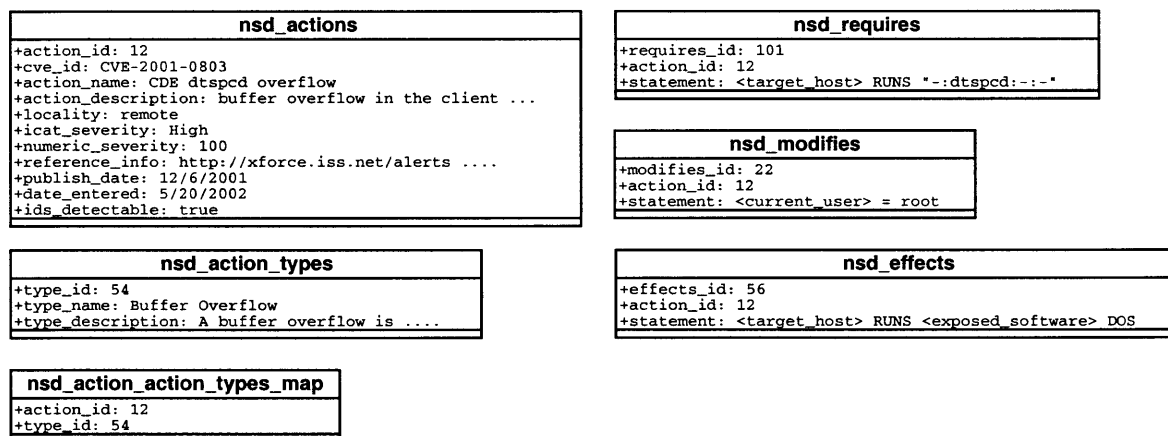 nsd_actions
+action_id: 12
+cve_id: CVE-2001-0803
+action_name: CDE dtspcd overflow
+action_description: buffer overflow in the client ...
+locality: remote
+icat_severity: High
+numeric_severity: 100
+reference_info: http://xforce.iss.net/alerts ....
+publish_date: 12/6/2001
+date_entered: 5/20/2002
+ids_detectable: true
nsd_action_types
+type_id: 54
+type_name: Buffer Overflow
+type_description: A buffer overflow is ....
nsd_action_action_types_map
+action_id: 12
+type_id: 54
nsd_requires
+requires_id: 101
+action_id: 12
+statement: <target_host> RUNS "-:dtspcd:-:-"
nsd_modifies
+modifies_id: 22
+action_id: 12
+statement: <current_user> = root
nsd_effects
+effects_id: 56
+action_id: 12
+statement: <target_host> RUNS <exposed_software> DOS